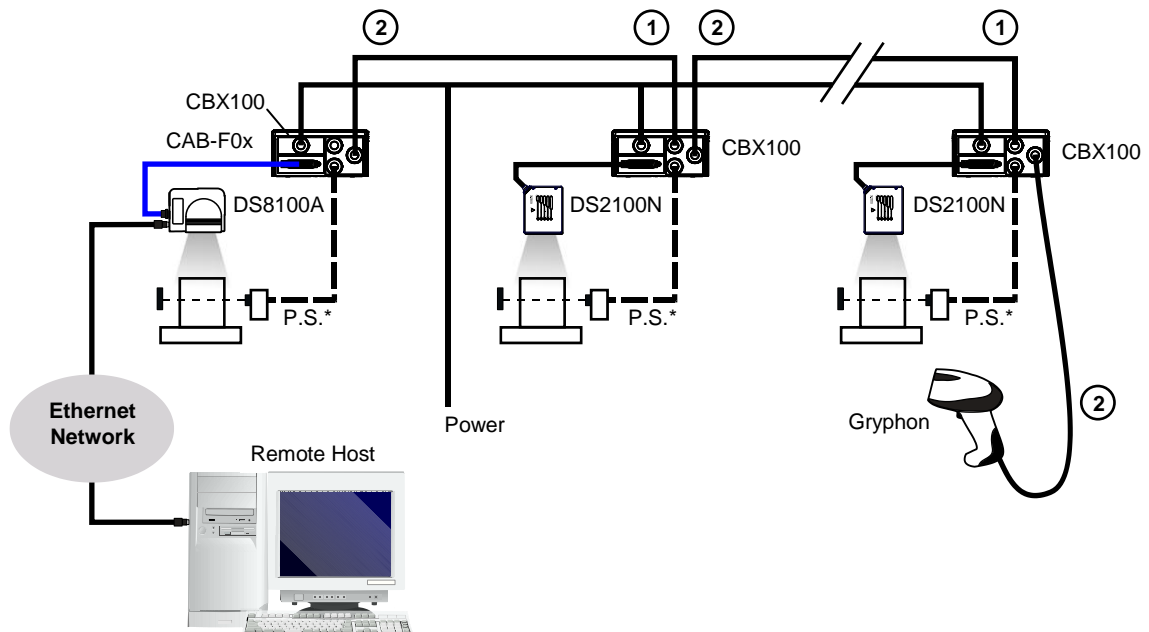 2
1
2
1
CBX100
CAB-F0x
CBX100
CBX100
DS8100A
DS2100N
DS2100N
P.S.*
P.S.*
P.S.*
Ethernet
Network
Power
Gryphon
2
Remote Host